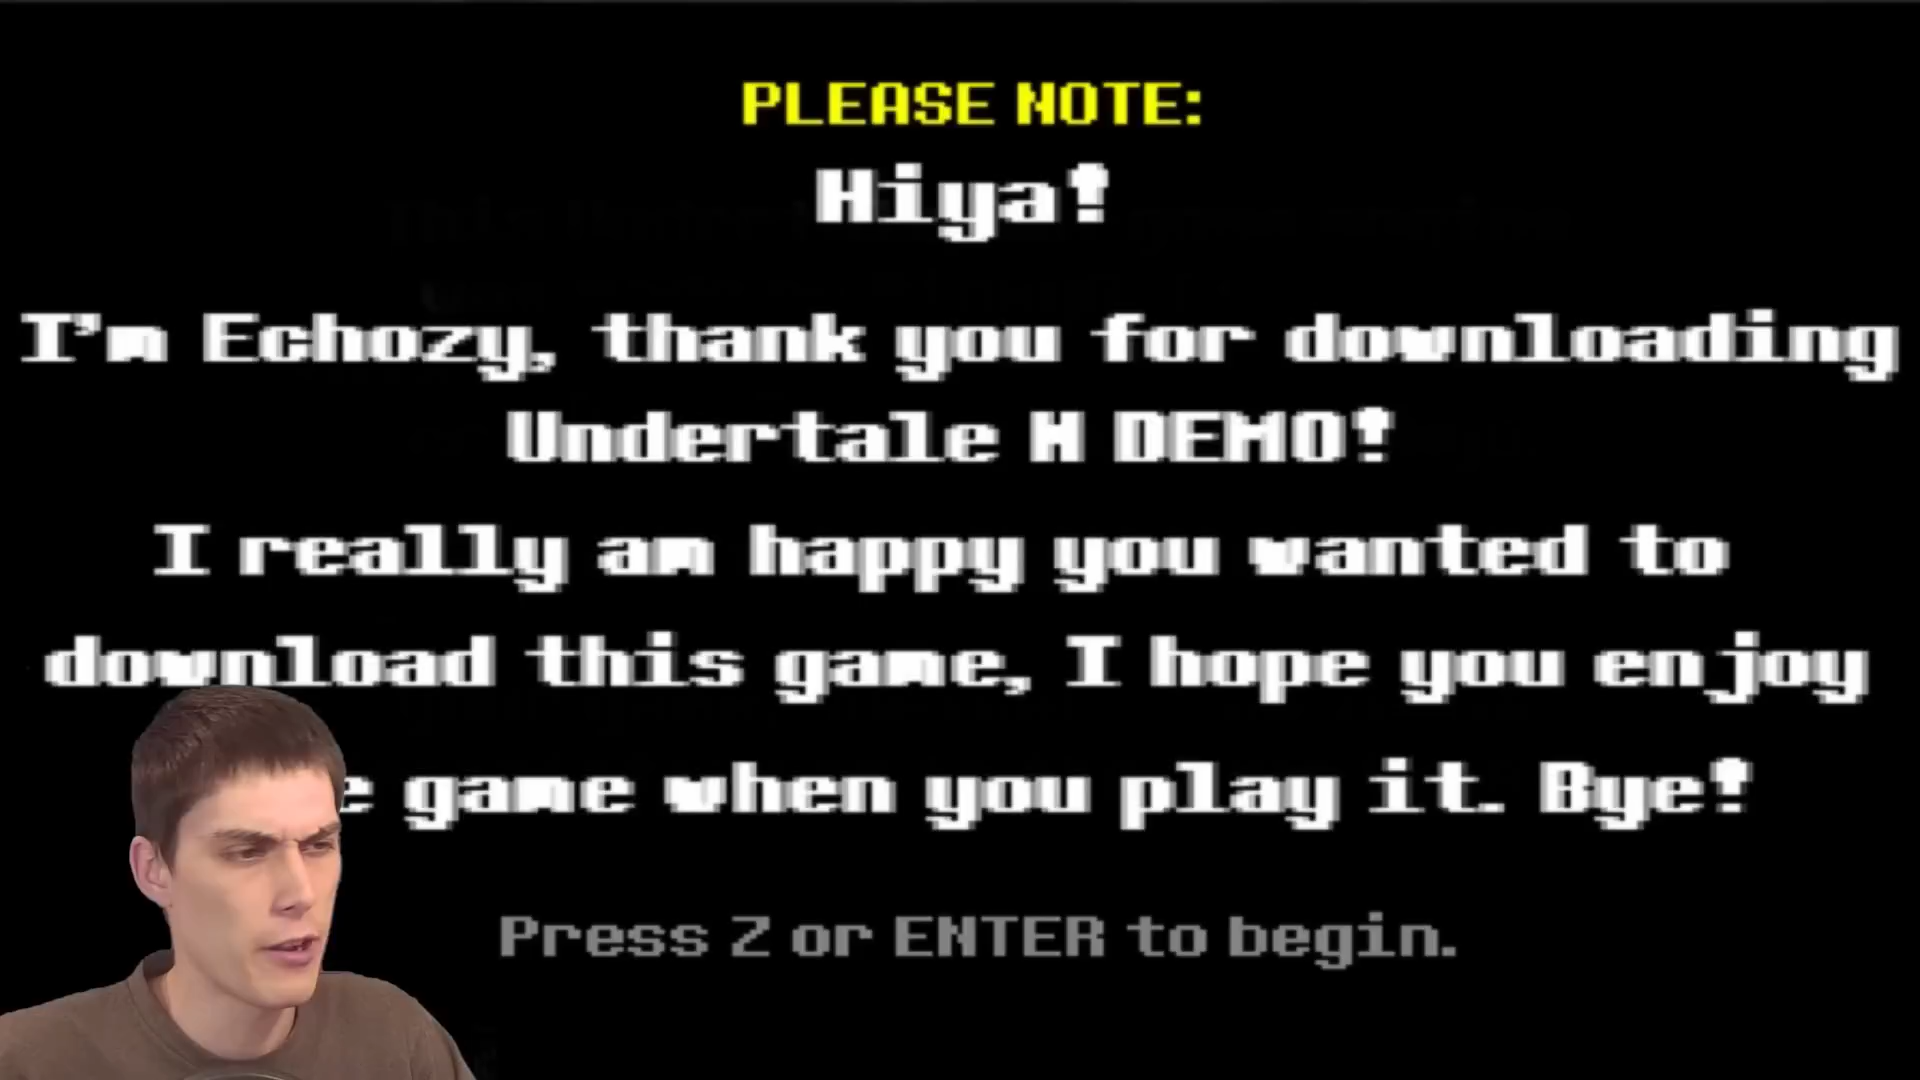 PLEASE NOTE:
Hiya!
I'm Echozy, thank you for downloading
Undertale M DEMO!
I really am happy you wanted to
download this game, I hope you enjoy
game when you play it. Bye!
Press Z or ENTER to begin.